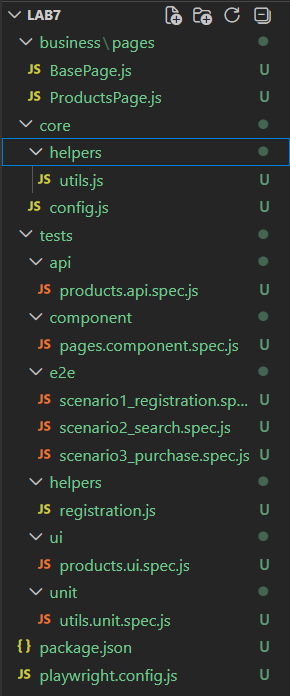 LAB7
business\pages
JS BasePage.js U
JS ProductsPage.js U
core
helpers
JS utils.js U
JS config.js U
tests
api
JS products.api.spec.js U
component
JS pages.component.spec.js U
e2e
JS scenario1_registration.sp... U
JS scenario2_search.spec.js U
JS scenario3_purchase.spec.js U
helpers
JS registration.js U
ui
JS products.ui.spec.js U
unit
JS utils.unit.spec.js U
{} package.json U
JS playwright.config.js U